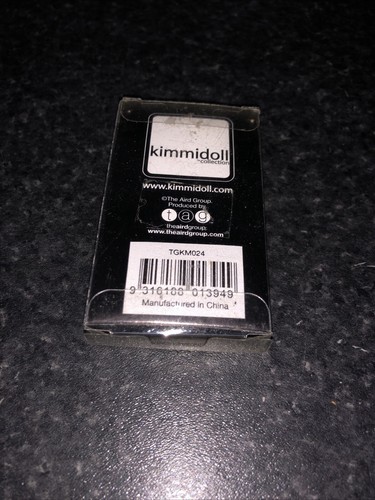 kimmidoll
collection
www.kimmidoll.com
©The Aird Group.
Produced by
tag
theairdgroup.
www.theairdgroup.com
TGKM024
9 316188 013949
Manufactured in China